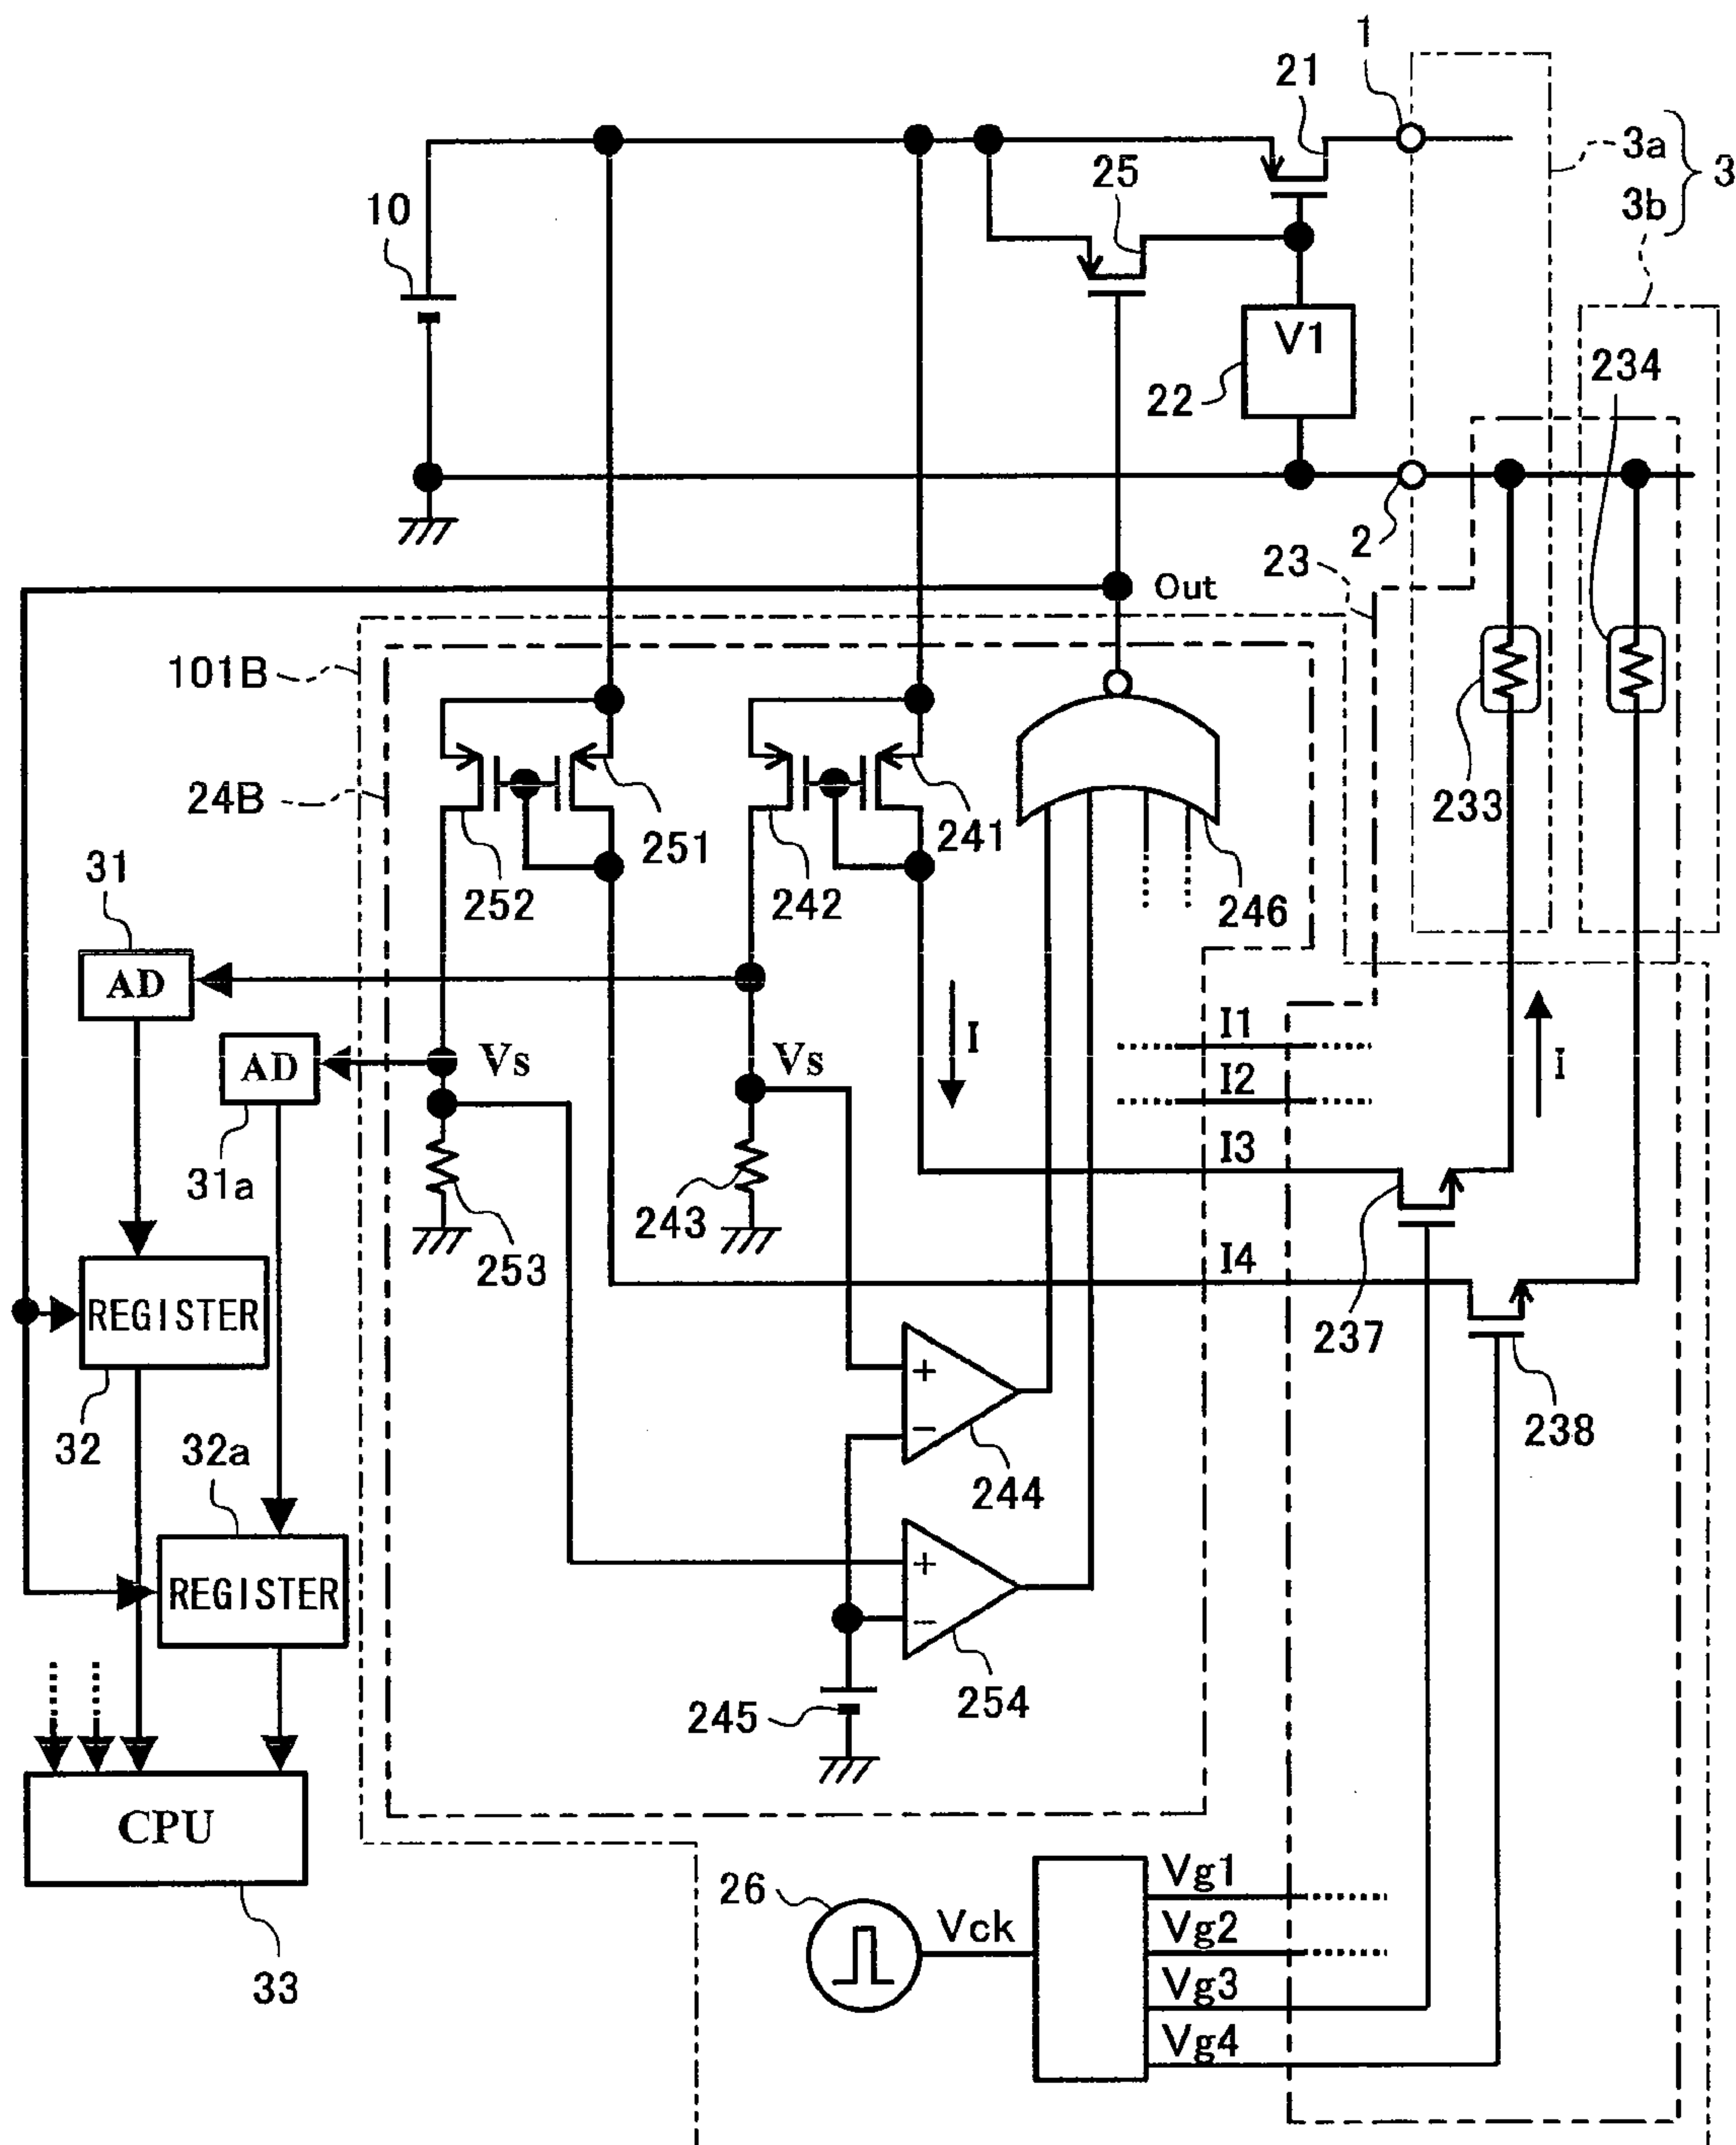 1
21
3a
3
3b
25
10
V1
22
234
2
23
Out
101B
24B
233
251
241
252
242
246
31
AD
I
I1
AD
Vs
Vs
I2
I
31a
I3
243
253
I4
REGISTER
237
+
32
32a
-
238
244
+
REGISTER
-
245
254
CPU
26
Vck
Vg1
Vg2
Vg3
Vg4
33